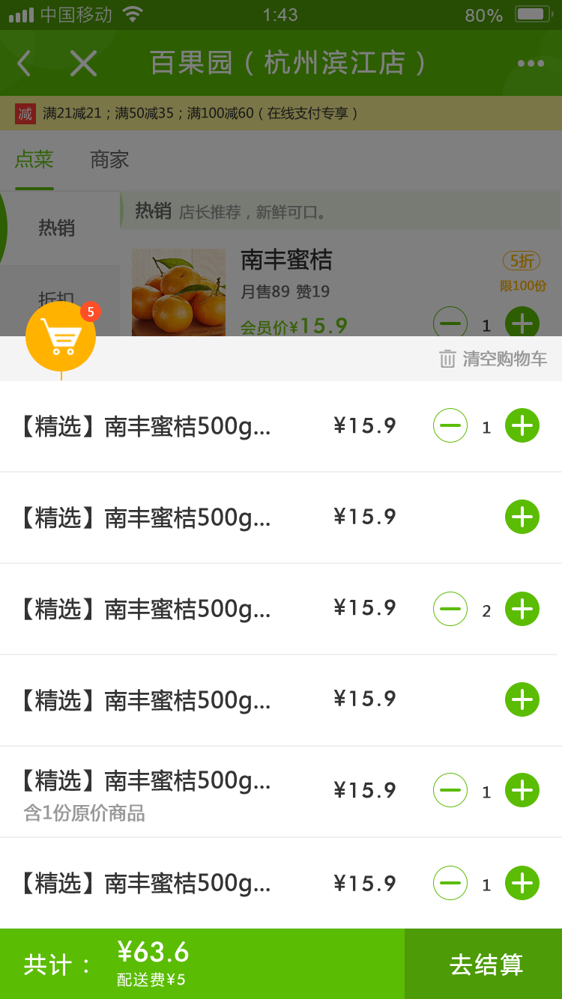 中国移动 1:43 80%
百果园（杭州滨江店）
减 满21减21；满50减35；满100减60（在线支付专享）
点菜 商家
热销
热销 店长推荐，新鲜可口。
折扣
南丰蜜桔
5折
月售89 赞19
限100份
会员价¥15.9
1
5
清空购物车
【精选】南丰蜜桔500g... ¥15.9 1
【精选】南丰蜜桔500g... ¥15.9
【精选】南丰蜜桔500g... ¥15.9 2
【精选】南丰蜜桔500g... ¥15.9
【精选】南丰蜜桔500g... ¥15.9 1
含1份原价商品
【精选】南丰蜜桔500g... ¥15.9 1
共计： ¥63.6
配送费¥5
去结算